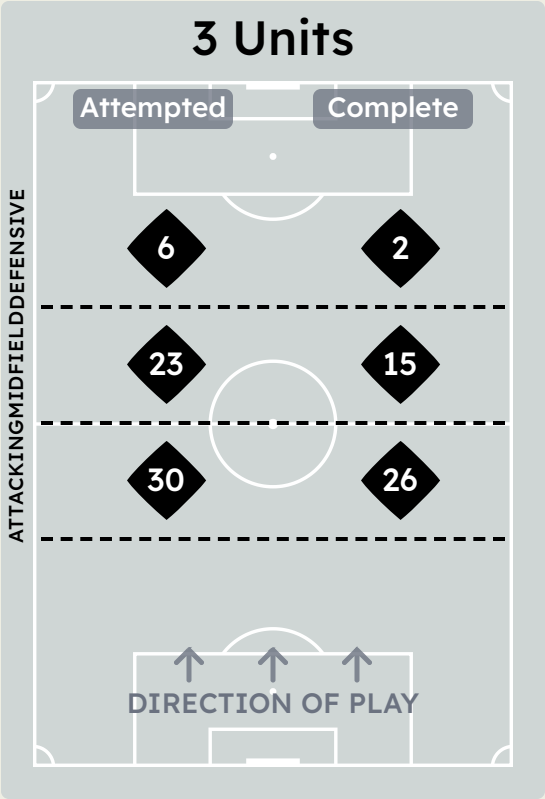 3 Units
Attempted Complete
6 2
23 15
30 26
ATTACKINGMIDFIELDDEFENSIVE
DIRECTION OF PLAY